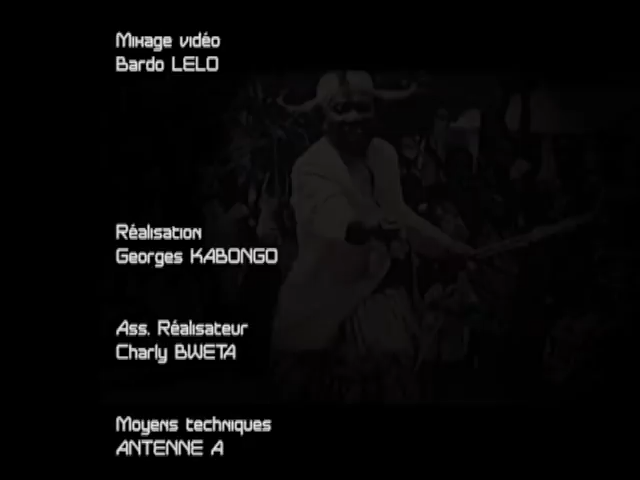 Mixage vidéo
Bardo LELO
Réalisation
Georges KABONGO
Ass. Réalisateur
Charly BWETA
Moyens techniques
ANTENNE A